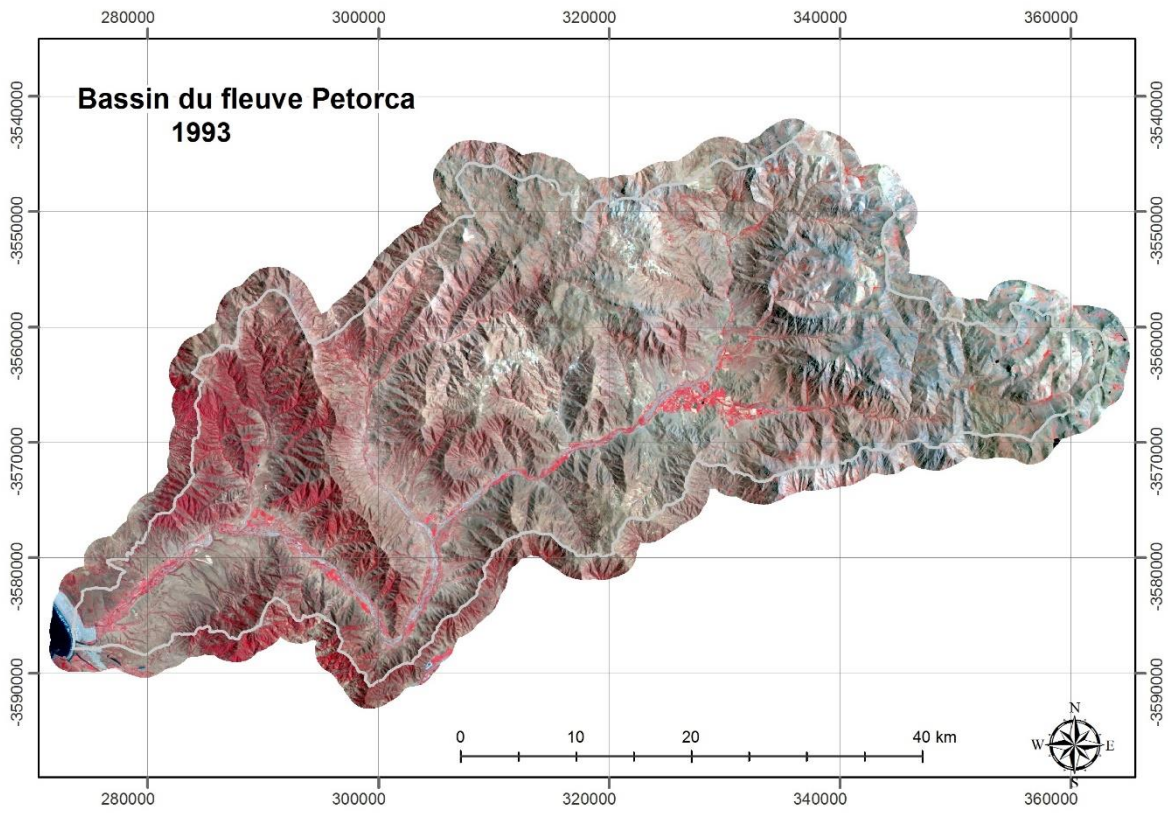 280000 300000 320000 340000 360000
Bassin du fleuve Petorca
1993
-3540000 -3540000
-3550000 -3550000
-3560000 -3560000
-3570000 -3570000
-3580000 -3580000
-3590000 -3590000
0 10 20 40 km
N
W E
S
280000 300000 320000 340000 360000